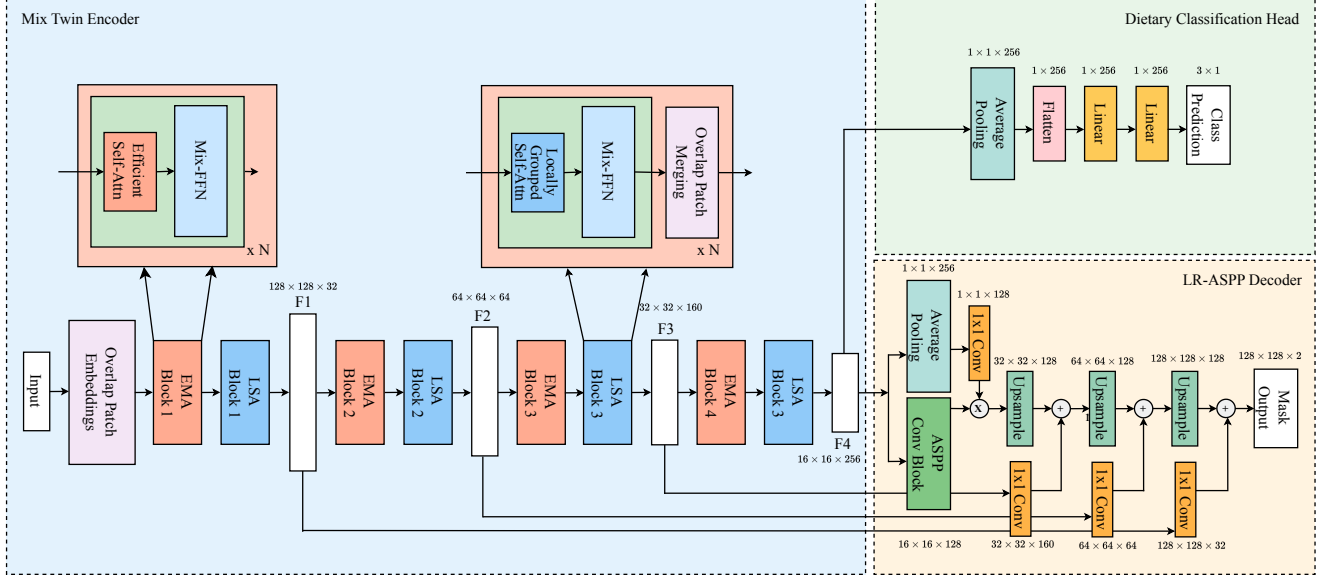 Mix Twin Encoder
Efficient
Self-Attn
Mix-FFN
x N
Locally
Grouped
Self-Attn
Mix-FFN
Overlap Patch
Merging
x N
Input
Overlap Patch
Embeddings
EMA
Block 1
LSA
Block 1
128 × 128 × 32
F1
EMA
Block 2
LSA
Block 2
64 × 64 × 64
F2
EMA
Block 3
LSA
Block 3
32 × 32 × 160
F3
EMA
Block 4
LSA
Block 3
F4
16 × 16 × 256
Dietary Classification Head
1 × 1 × 256
Average
Pooling
1 × 256
Flatten
1 × 256
Linear
1 × 256
Linear
3 × 1
Class
Prediction
LR-ASPP Decoder
1 × 1 × 256
Average
Pooling
1 × 1 × 128
1x1 Conv
ASPP
Conv Block
16 × 16 × 128
x
32 × 32 × 128
Upsample
+
64 × 64 × 128
Upsample
+
128 × 128 × 128
Upsample
+
128 × 128 × 2
Mask
Output
1x1 Conv
32 × 32 × 160
1x1 Conv
64 × 64 × 64
1x1 Conv
128 × 128 × 32